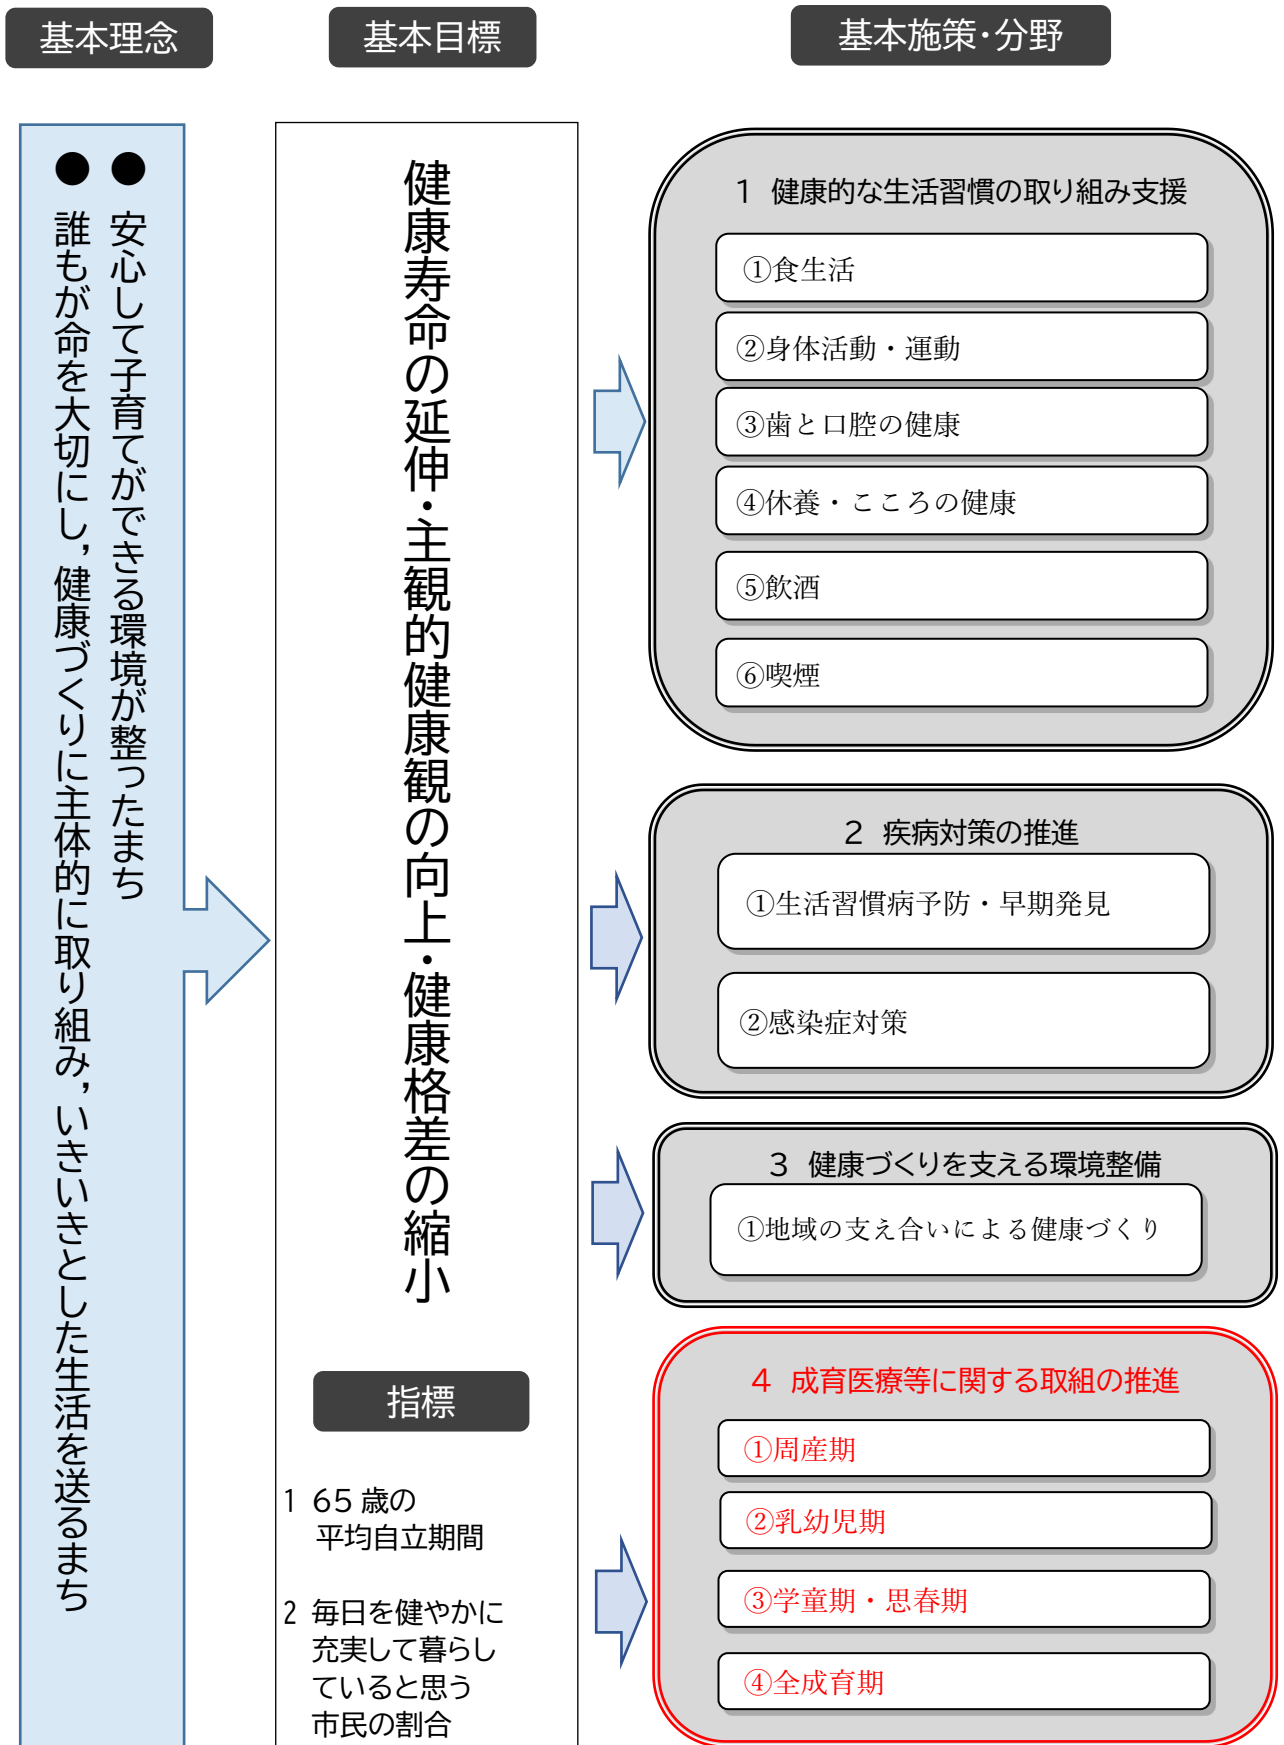 基本理念
基本目標
基本施策・分野
● 安心して子育てができる環境が整ったまち
● 誰もが命を大切にし，健康づくりに主体的に取り組み，いきいきとした生活を送るまち
健康寿命の延伸・主観的健康観の向上・健康格差の縮小
指標
1 65歳の
平均自立期間
2 毎日を健やかに
充実して暮らし
ていると思う
市民の割合
1 健康的な生活習慣の取り組み支援
①食生活
②身体活動・運動
③歯と口腔の健康
④休養・こころの健康
⑤飲酒
⑥喫煙
2 疾病対策の推進
①生活習慣病予防・早期発見
②感染症対策
3 健康づくりを支える環境整備
①地域の支え合いによる健康づくり
4 成育医療等に関する取組の推進
①周産期
②乳幼児期
③学童期・思春期
④全成育期